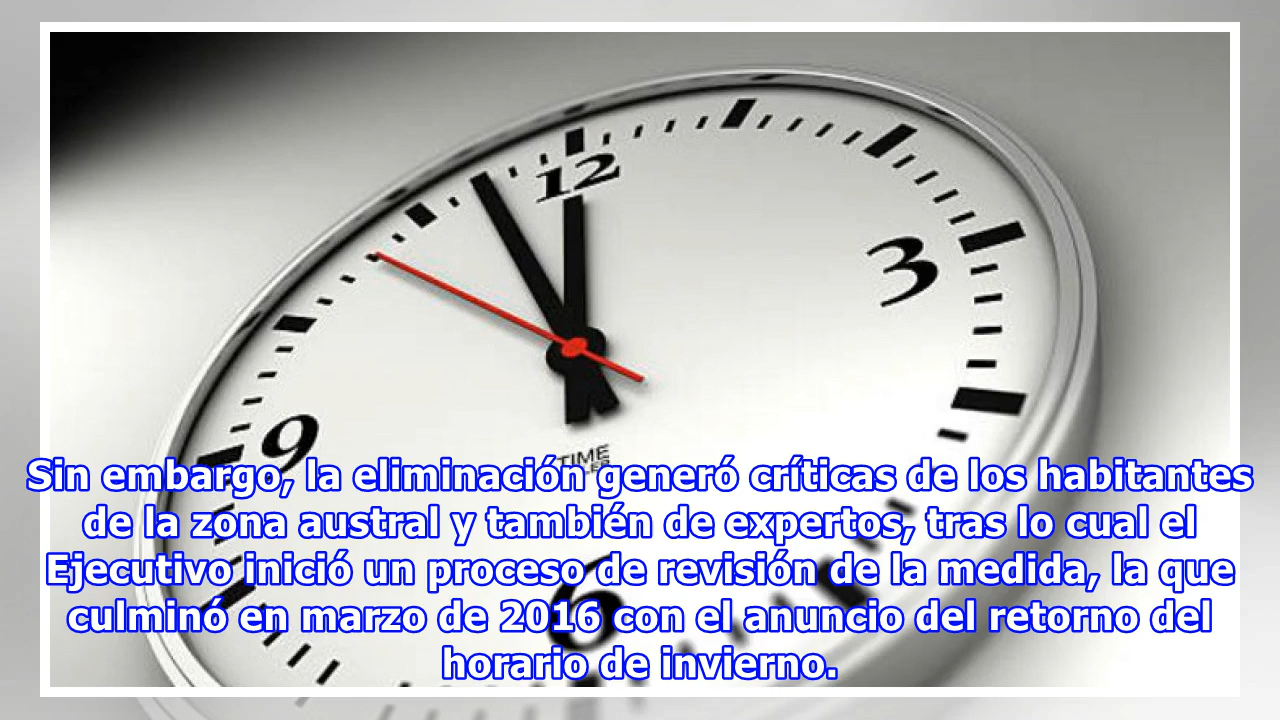 12
3
9
TIME
6
Sin embargo, la eliminación generó críticas de los habitantes
de la zona austral y también de expertos, tras lo cual el
Ejecutivo inició un proceso de revisión de la medida, la que
culminó en marzo de 2016 con el anuncio del retorno del
horario de invierno.